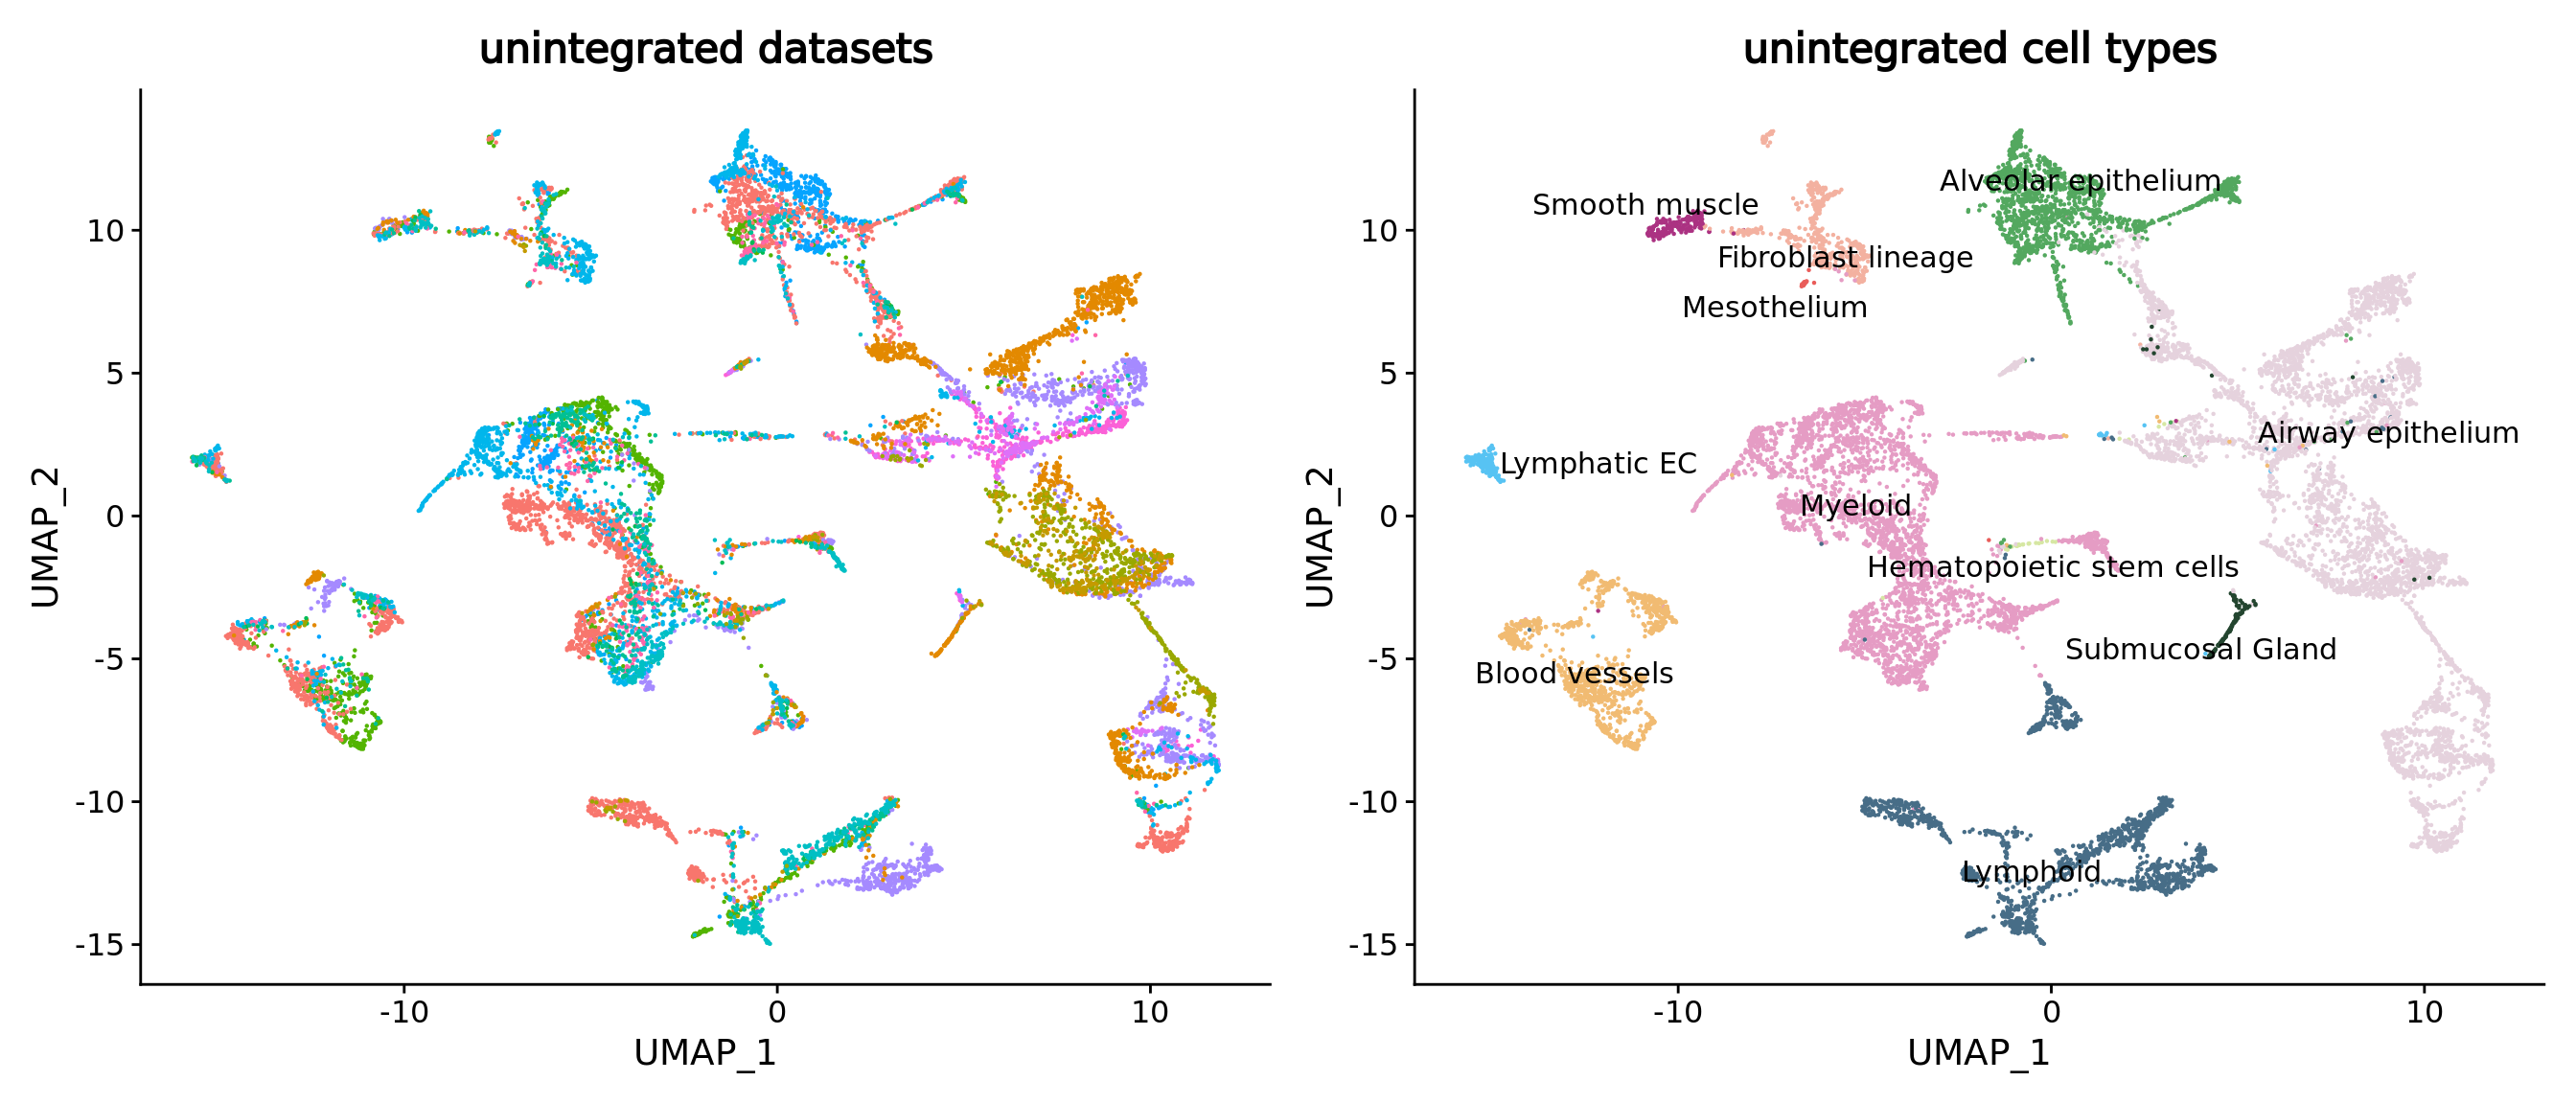 unintegrated datasets
UMAP_2
10
5
0
-5
-10
-15
-10
0
10
UMAP_1
unintegrated cell types
UMAP_2
10
5
0
-5
-10
-15
Alveolar epithelium
Smooth muscle
Fibroblast lineage
Mesothelium
Airway epithelium
Lymphatic EC
Myeloid
Hematopoietic stem cells
Submucosal Gland
Blood vessels
Lymphoid
-10
0
10
UMAP_1